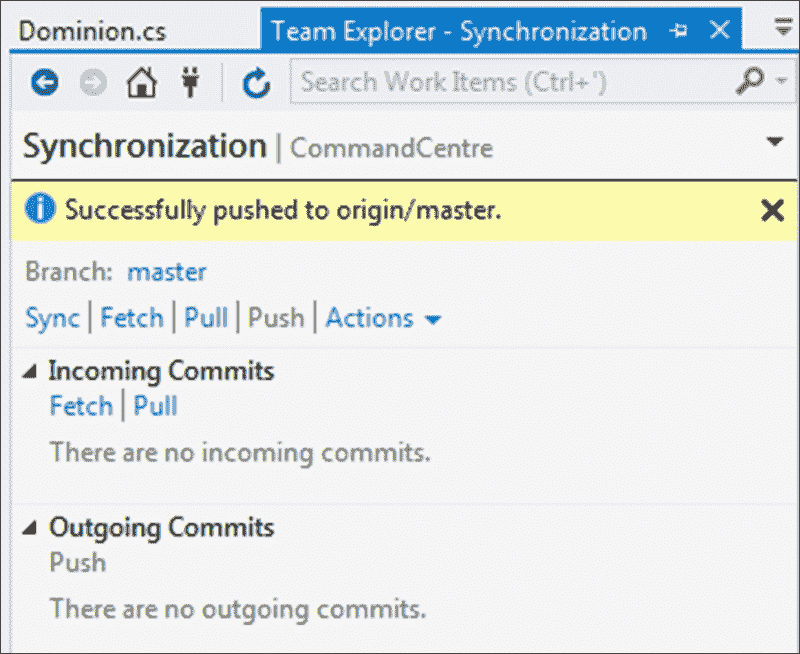 Dominion.cs
Team Explorer - Synchronization
Search Work Items (Ctrl+')
Synchronization | CommandCentre
Successfully pushed to origin/master.
Branch: master
Sync | Fetch | Pull | Push | Actions
Incoming Commits
Fetch | Pull
There are no incoming commits.
Outgoing Commits
Push
There are no outgoing commits.